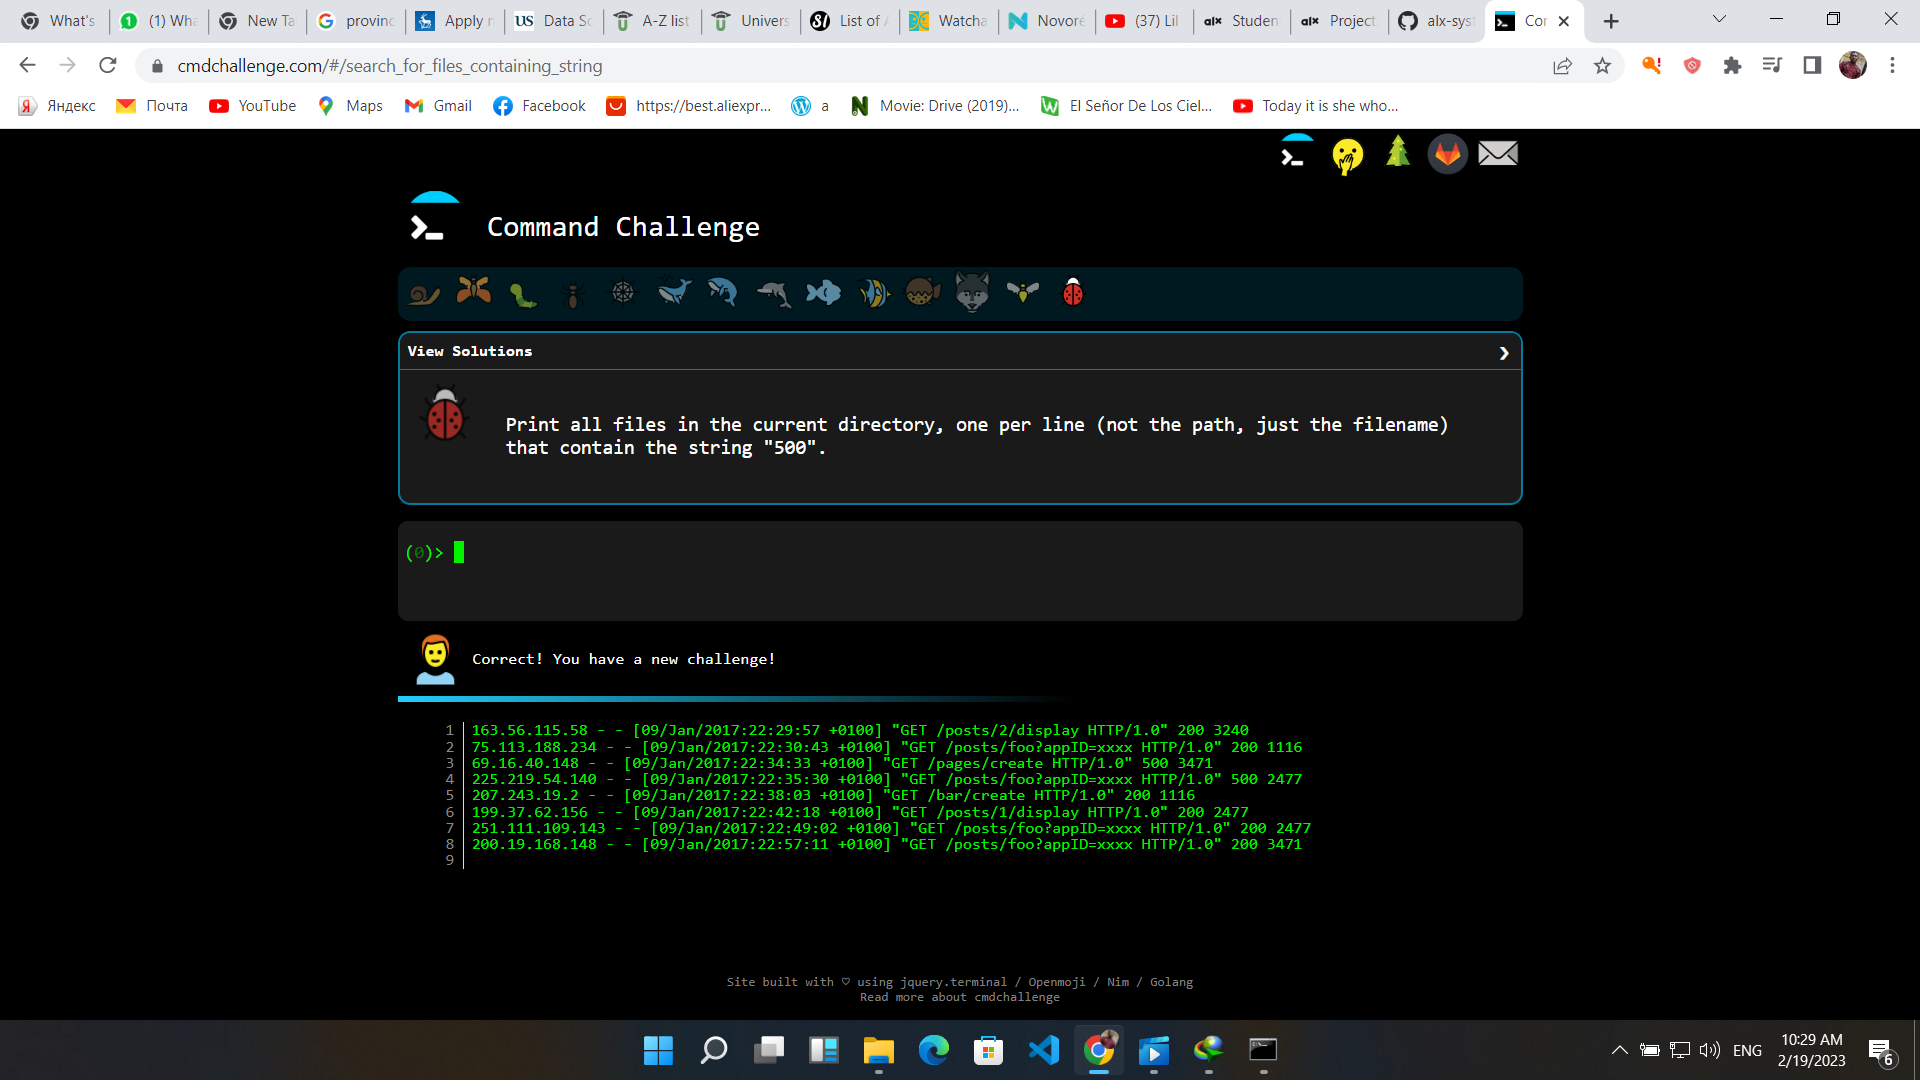 What's
(1) Wha
New Ta
provinc
Apply n
Data Sc
A-Z list
Univers
List of A
Watcha
Novoré
(37) Lil
Studen
Project
alx-syst
Cor
cmdchallenge.com/#/search_for_files_containing_string
Яндекс
Почта
YouTube
Maps
Gmail
Facebook
https://best.aliexpr...
a
Movie: Drive (2019)...
El Señor De Los Ciel...
Today it is she who...
Command Challenge
View Solutions
Print all files in the current directory, one per line (not the path, just the filename)
that contain the string "500".
(0)>
Correct! You have a new challenge!
1 163.56.115.58 - - [09/Jan/2017:22:29:57 +0100] "GET /posts/2/display HTTP/1.0" 200 3240
2 75.113.188.234 - - [09/Jan/2017:22:30:43 +0100] "GET /posts/foo?appID=xxxx HTTP/1.0" 200 1116
3 69.16.40.148 - - [09/Jan/2017:22:34:33 +0100] "GET /pages/create HTTP/1.0" 500 3471
4 225.219.54.140 - - [09/Jan/2017:22:35:30 +0100] "GET /posts/foo?appID=xxxx HTTP/1.0" 500 2477
5 207.243.19.2 - - [09/Jan/2017:22:38:03 +0100] "GET /bar/create HTTP/1.0" 200 1116
6 199.37.62.156 - - [09/Jan/2017:22:42:18 +0100] "GET /posts/1/display HTTP/1.0" 200 2477
7 251.111.109.143 - - [09/Jan/2017:22:49:02 +0100] "GET /posts/foo?appID=xxxx HTTP/1.0" 200 2477
8 200.19.168.148 - - [09/Jan/2017:22:57:11 +0100] "GET /posts/foo?appID=xxxx HTTP/1.0" 200 3471
9
Site built with ♡ using jquery.terminal / Openmoji / Nim / Golang
Read more about cmdchallenge
ENG
10:29 AM
2/19/2023
6